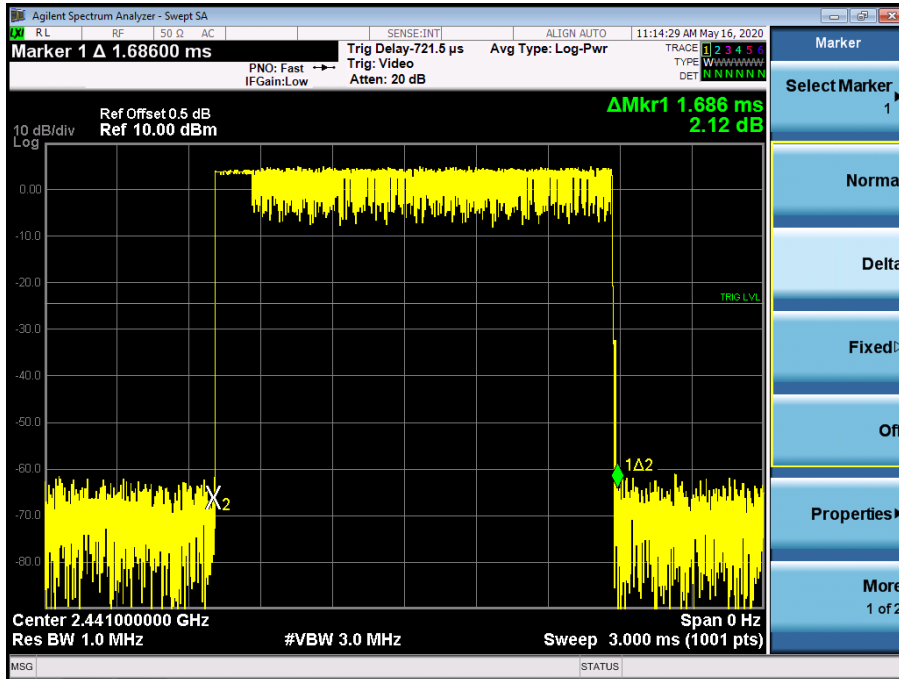 Agilent Spectrum Analyzer - Swept SA
LXI RL RF 50 Ω AC SENSE:INT ALIGN AUTO 11:14:29 AM May 16, 2020
Marker 1 Δ 1.68600 ms
PNO: Fast
IFGain:Low
Trig Delay-721.5 µs
Trig: Video
Atten: 20 dB
Avg Type: Log-Pwr
TRACE 1 2 3 4 5 6
TYPE WWWWWW
DET N N N N N N
ΔMkr1 1.686 ms
2.12 dB
Ref Offset 0.5 dB
10 dB/div Ref 10.00 dBm
Log
0.00
-10.0
-20.0
TRIG LVL
-30.0
-40.0
-50.0
-60.0
1Δ2
X2
-70.0
-80.0
Center 2.441000000 GHz Span 0 Hz
Res BW 1.0 MHz #VBW 3.0 MHz Sweep 3.000 ms (1001 pts)
MSG STATUS
Marker
Select Marker
1
Norma
Delta
Fixed
Off
Properties
More
1 of 2